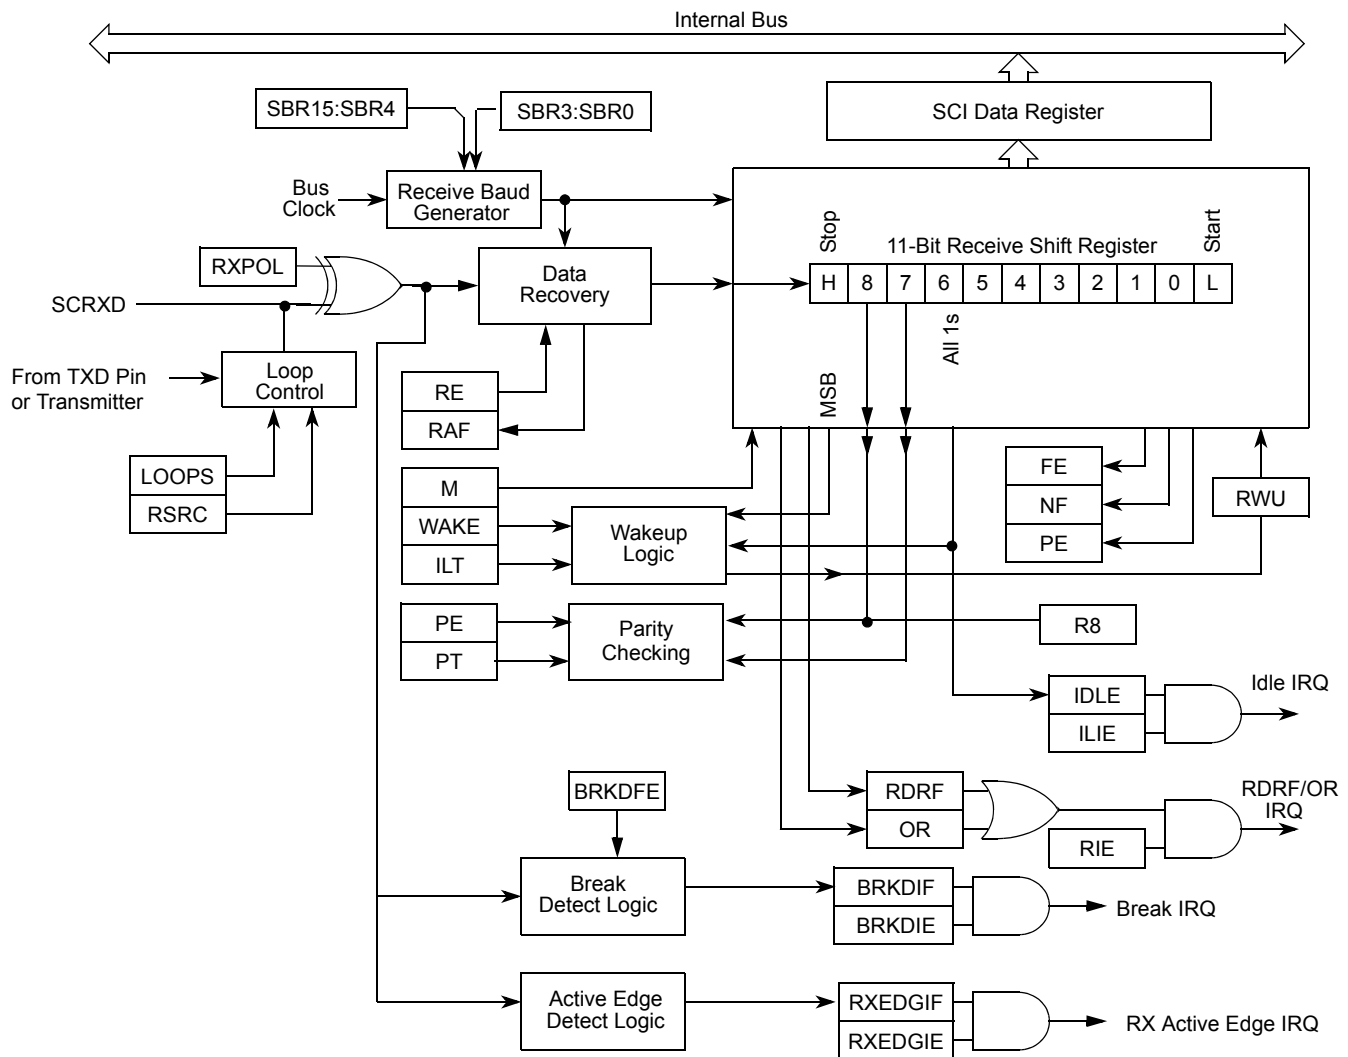 Internal Bus
SBR15:SBR4
SBR3:SBR0
SCI Data Register
Bus
Clock
Receive Baud
Generator
Stop
11-Bit Receive Shift Register
Start
RXPOL
Data
Recovery
H 8 7 6 5 4 3 2 1 0 L
SCRXD
All 1s
From TXD Pin
or Transmitter
Loop
Control
RE
RAF
MSB
LOOPS
RSRC
M
WAKE
ILT
Wakeup
Logic
FE
NF
PE
RWU
PE
PT
Parity
Checking
R8
IDLE
ILIE
Idle IRQ
BRKDFE
RDRF
OR
RIE
RDRF/OR
IRQ
Break
Detect Logic
BRKDIF
BRKDIE
Break IRQ
Active Edge
Detect Logic
RXEDGIF
RXEDGIE
RX Active Edge IRQ